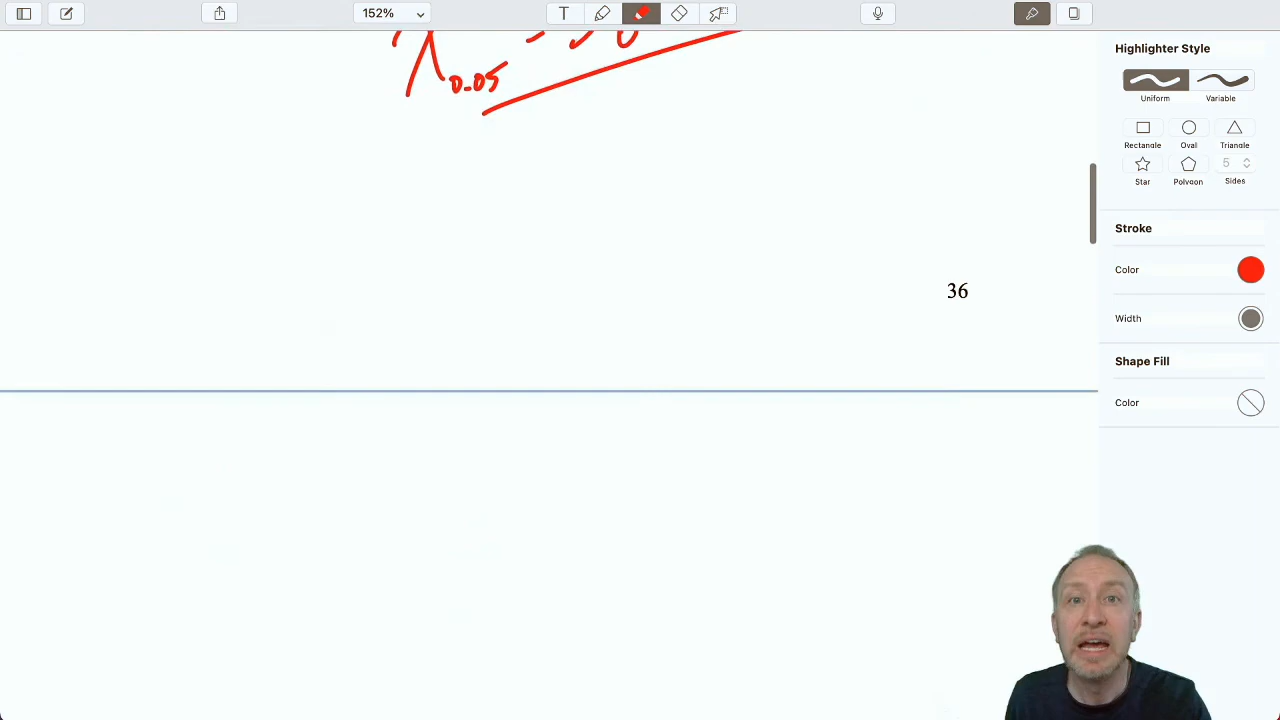 152%
T
Highlighter Style
Uniform
Variable
Rectangle
Oval
Triangle
5
Star
Polygon
Sides
0.05
Stroke
Color
36
Width
Shape Fill
Color